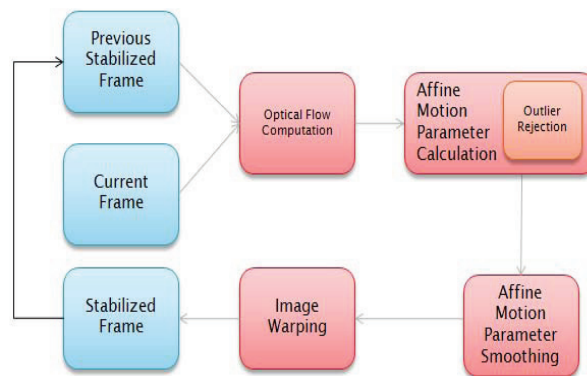 Previous
Stabilized
Frame
Optical Flow
Computation
Affine
Motion
Parameter
Calculation
Outlier
Rejection
Current
Frame
Stabilized
Frame
Image
Warping
Affine
Motion
Parameter
Smoothing